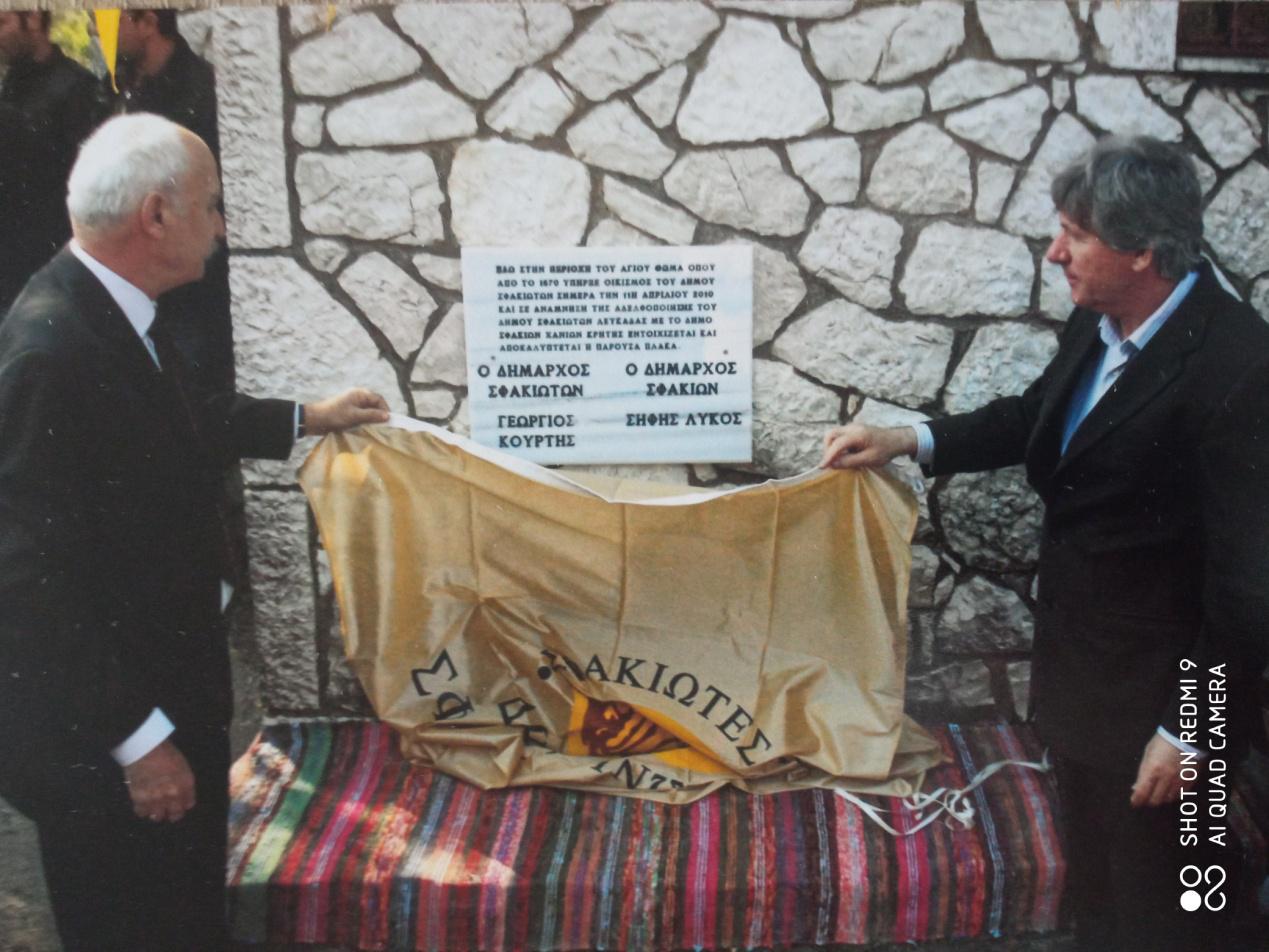 ΕΔΩ ΣΤΗΝ ΠΕΡΙΟΧΗ ΤΟΥ ΑΓΙΟΥ ΘΩΜΑ ΟΠΟΥ
ΑΠΟ ΤΟ 1670 ΥΠΗΡΞΕ ΟΙΚΙΣΜΟΣ ΤΟΥ ΔΗΜΟΥ
ΣΦΑΚΙΩΤΩΝ ΣΗΜΕΡΑ ΤΗΝ 11Η ΑΠΡΙΛΙΟΥ 2010
ΚΑΙ ΣΕ ΑΝΑΜΝΗΣΗ ΤΗΣ ΑΔΕΛΦΟΠΟΙΗΣΗΣ ΤΟΥ
ΔΗΜΟΥ ΣΦΑΚΙΩΤΩΝ ΛΕΥΚΑΔΑΣ ΜΕ ΤΟ ΔΗΜΟ
ΣΦΑΚΙΩΝ ΧΑΝΙΩΝ ΚΡΗΤΗΣ ΕΝΤΟΙΧΙΖΕΤΑΙ ΚΑΙ
ΑΠΟΚΑΛΥΠΤΕΤΑΙ Η ΠΑΡΟΥΣΑ ΠΛΑΚΑ.
Ο ΔΗΜΑΡΧΟΣ Ο ΔΗΜΑΡΧΟΣ
ΣΦΑΚΙΩΤΩΝ ΣΦΑΚΙΩΝ
ΓΕΩΡΓΙΟΣ ΣΗΦΗΣ ΛΥΚΟΣ
ΚΟΥΡΤΗΣ
ΑΚΙΩΤΕΣ
SHOT ON REDMI 9
AI QUAD CAMERA